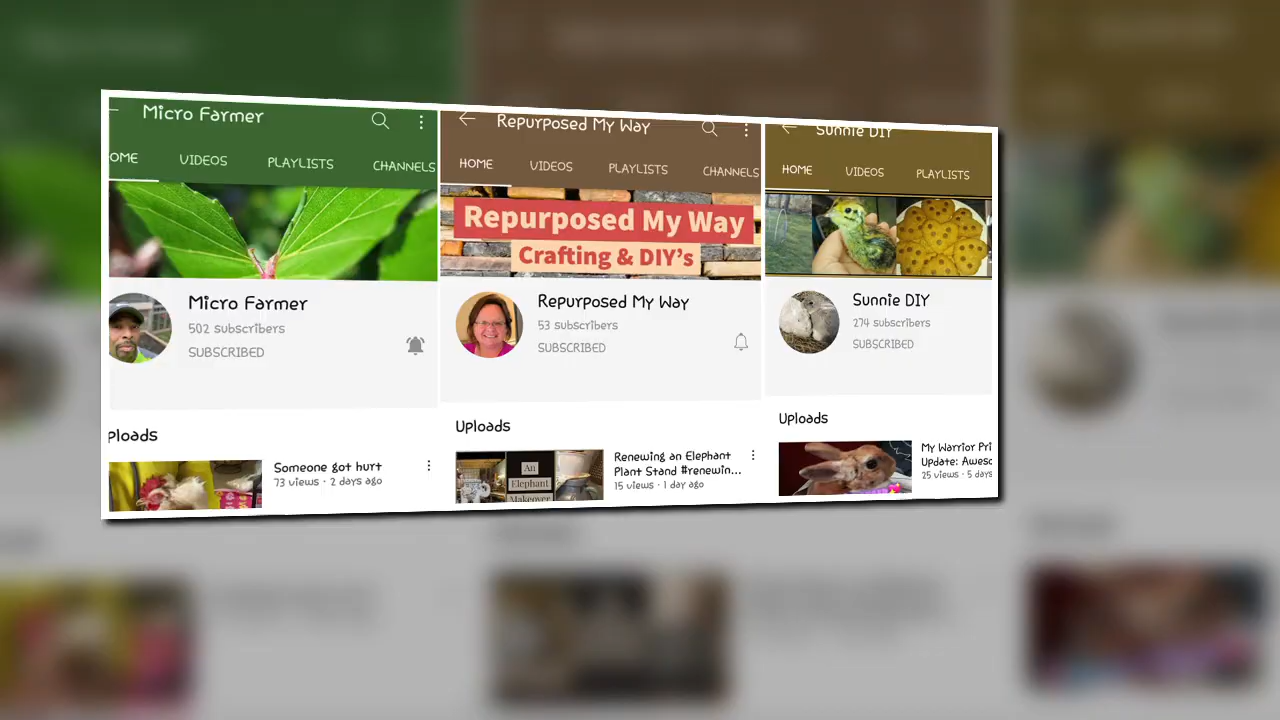 Micro Farmer
OME VIDEOS PLAYLISTS CHANNELS
Micro Farmer
502 subscribers
SUBSCRIBED
ploads
Someone got hurt
73 views · 2 days ago
Repurposed My Way
HOME VIDEOS PLAYLISTS CHANNELS
Repurposed My Way
Crafting & DIY's
Repurposed My Way
53 subscribers
SUBSCRIBED
Uploads
An
Elephant
Makeover
Renewing an Elephant
Plant Stand #renewin...
15 views · 1 day ago
Sunnie DIY
HOME VIDEOS PLAYLISTS
Sunnie DIY
274 subscribers
SUBSCRIBED
Uploads
My Warrior Pri
Update: Awesc
25 views · 5 days